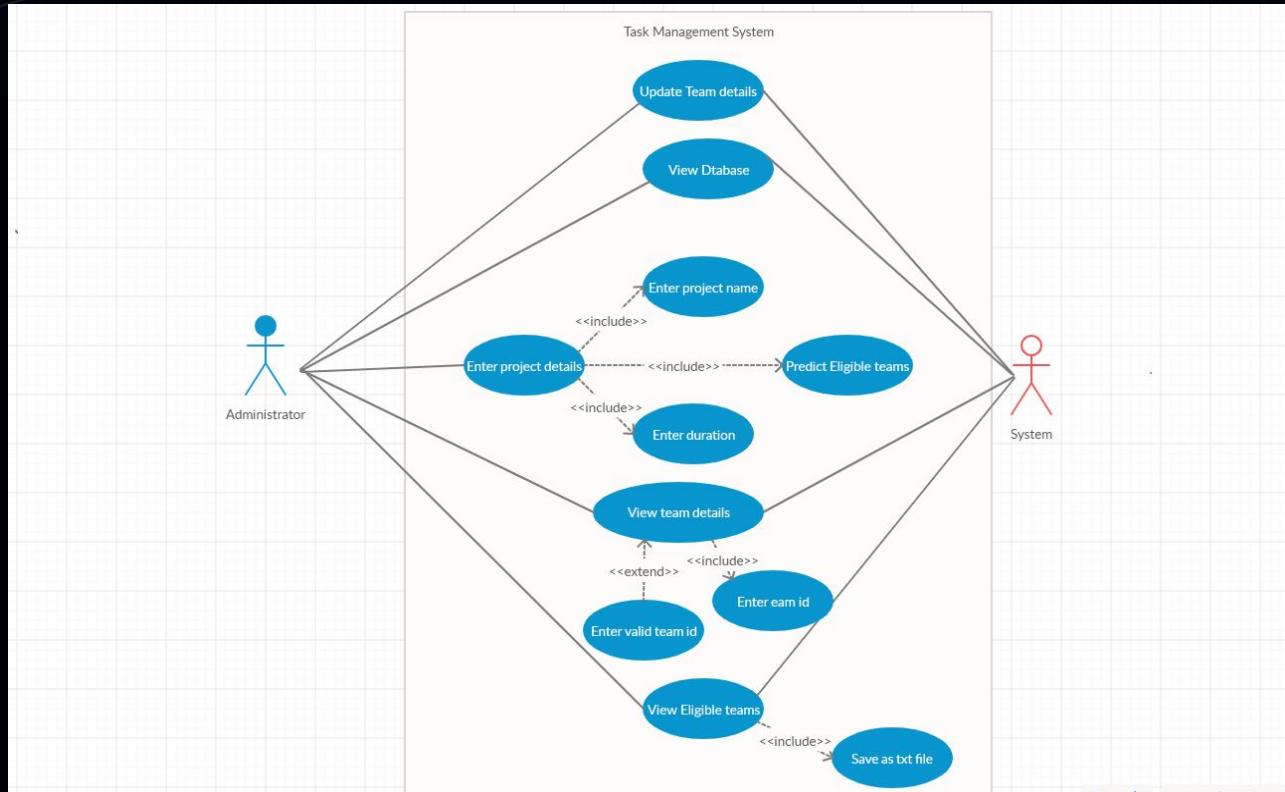 Task Management System
Update Team details
View Dtabase
Enter project name
<<include>>
Enter project details
<<include>>
Predict Eligible teams
<<include>>
Administrator
Enter duration
System
View team details
<<include>>
<<extend>>
Enter eam id
Enter valid team id
View Eligible teams
<<include>>
Save as txt file